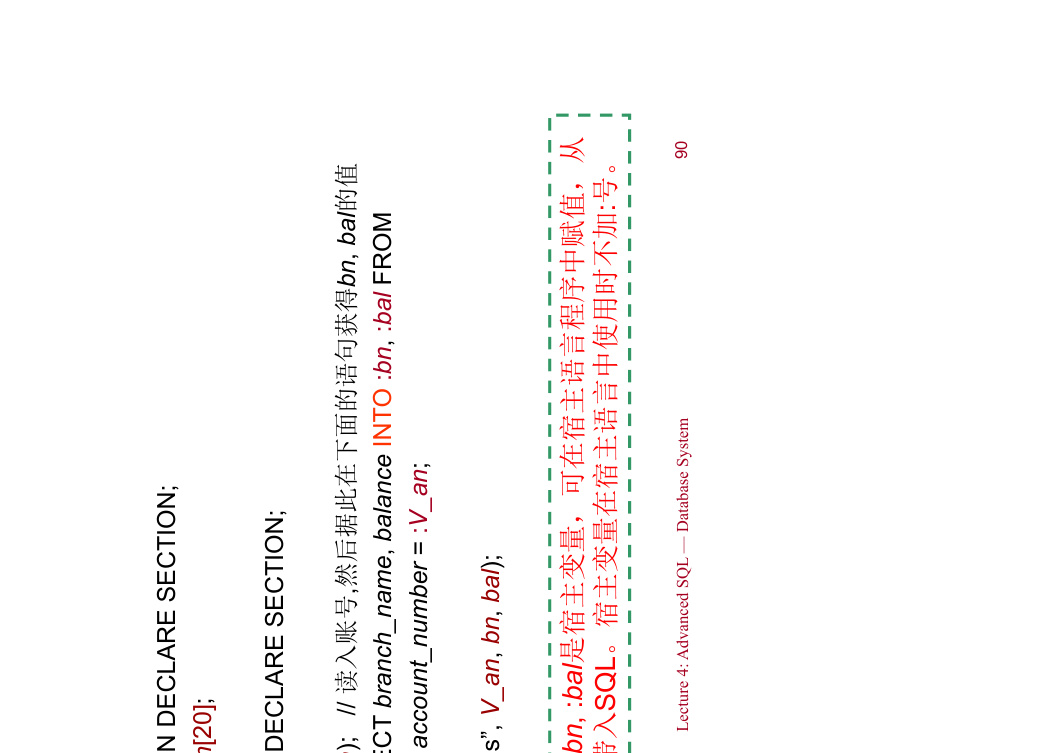 N DECLARE SECTION;
n[20];
DECLARE SECTION;
); // 读入账号,然后据此在下面的语句获得bn, bal的值
ECT branch_name, balance INTO :bn, :bal FROM
account_number = :V_an;
s”, V_an, bn, bal);
bn, :bal是宿主变量，可在宿主语言程序中赋值，从
带入SQL。宿主变量在宿主语言中使用时不加:号。
Lecture 4: Advanced SQL — Database System
90